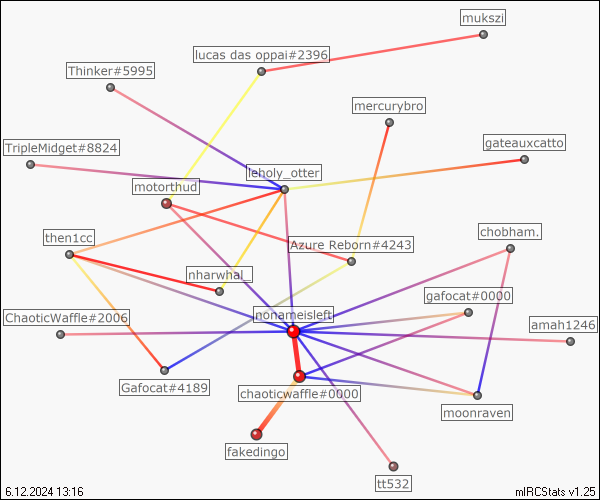 mukszi
lucas das oppai#2396
Thinker#5995
mercurybro
TripleMidget#8824
gateauxcatto
leholy_otter
motorthud
chobham.
then1cc
Azure Reborn#4243
nharwhal_
gafocat#0000
nonameisleft
ChaoticWaffle#2006
amah1246
Gafocat#4189
chaoticwaffle#0000
moonraven
fakedingo
tt532
6.12.2024 13:16
mIRCStats v1.25